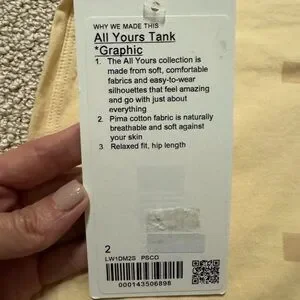 S
WHY WE MADE THIS
All Yours Tank
*Graphic
1. The All Yours collection is
made from soft, comfortable
fabrics and easy-to-wear
silhouettes that feel amazing
and go with just about
everything
2. Pima cotton fabric is naturally
breathable and soft against
your skin
3. Relaxed fit, hip length
2
LW1DM2S PSCO
000143506898